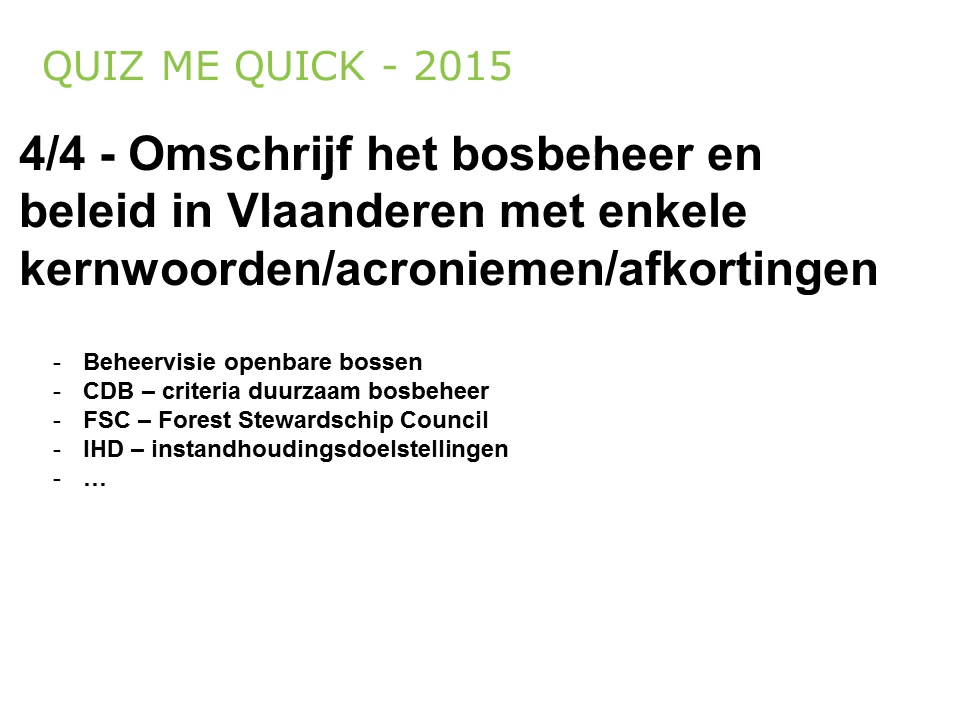 QUIZ ME QUICK - 2015
4/4 - Omschrijf het bosbeheer en
beleid in Vlaanderen met enkele
kernwoorden/acroniemen/afkortingen
- Beheervisie openbare bossen
- CDB – criteria duurzaam bosbeheer
- FSC – Forest Stewardschip Council
- IHD – instandhoudingsdoelstellingen
- …